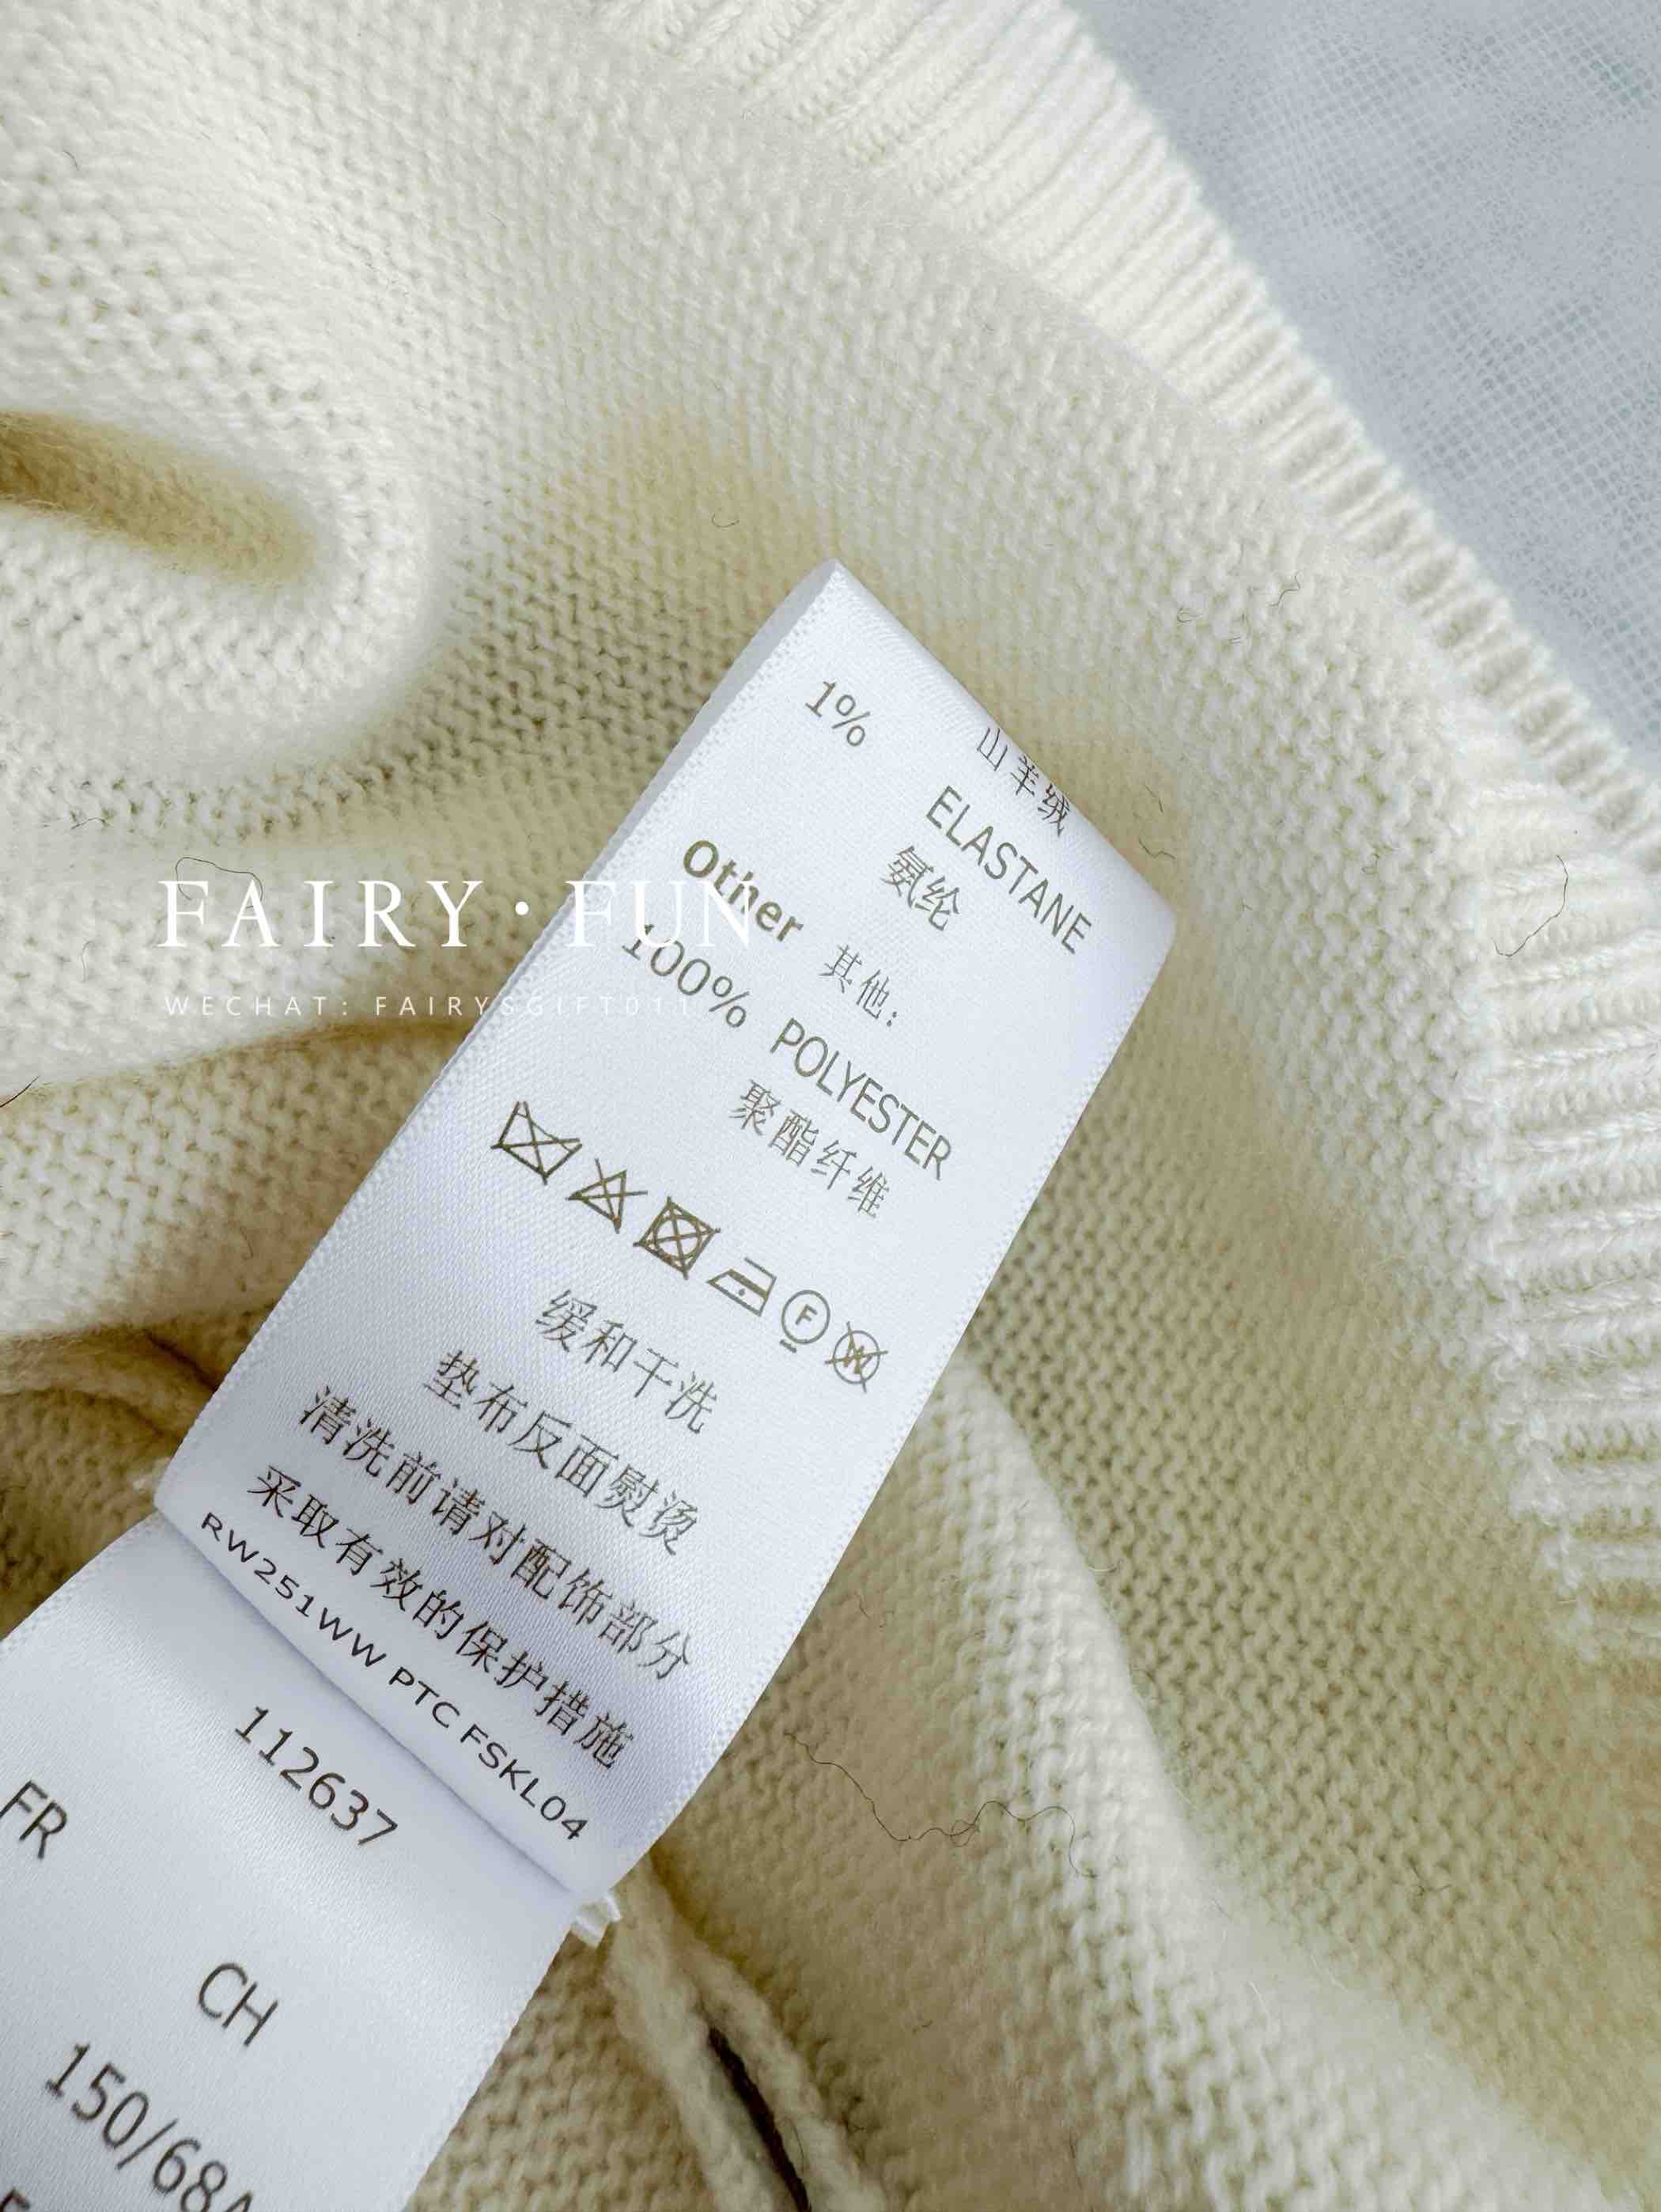 山羊绒
1% ELASTANE
氨纶
Other 其他:
100% POLYESTER
聚酯纤维
F W
缓和干洗
垫布反面熨烫
清洗前请对配饰部分
采取有效的保护措施
RW251WW PTC FSKL04
112637
FR
CH
150/68A
FAIRY·FUN
WECHAT: FAIRYSGIFT011